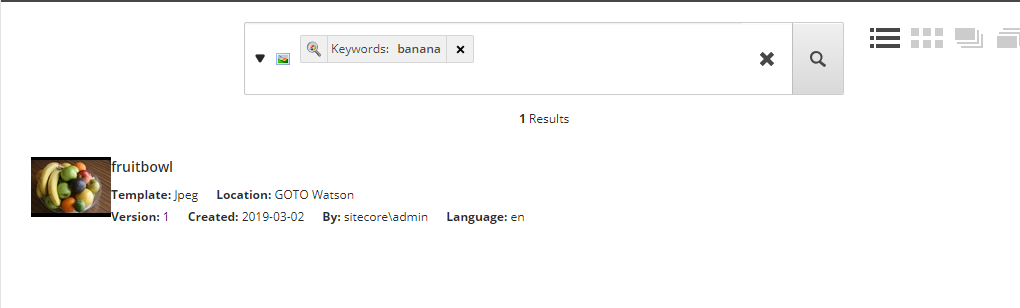 Keywords: banana
1 Results
fruitbowl
Template: Jpeg Location: GOTO Watson
Version: 1 Created: 2019-03-02 By: sitecore\admin Language: en